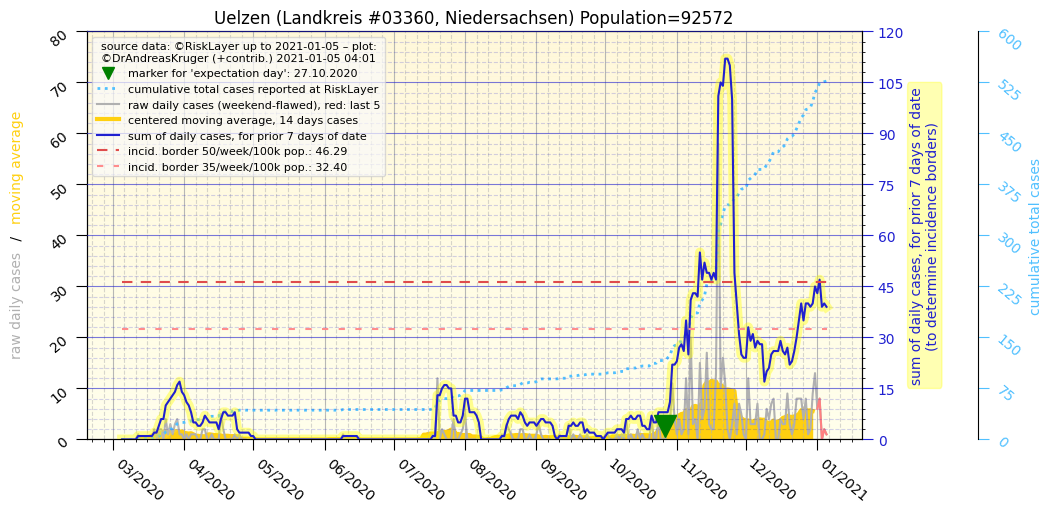 Uelzen (Landkreis #03360, Niedersachsen) Population=92572
source data: ©RiskLayer up to 2021-01-05 – plot:
©DrAndreasKruger (+contrib.) 2021-01-05 04:01
marker for 'expectation day': 27.10.2020
cumulative total cases reported at RiskLayer
raw daily cases (weekend-flawed), red: last 5
centered moving average, 14 days cases
sum of daily cases, for prior 7 days of date
incid. border 50/week/100k pop.: 46.29
incid. border 35/week/100k pop.: 32.40
raw daily cases / moving average
80
70
60
50
40
30
20
10
0
03/2020
04/2020
05/2020
06/2020
07/2020
08/2020
09/2020
10/2020
11/2020
12/2020
01/2021
120
105
90
75
60
45
30
15
0
sum of daily cases, for prior 7 days of date
(to determine incidence borders)
600
525
450
375
300
225
150
75
0
cumulative total cases